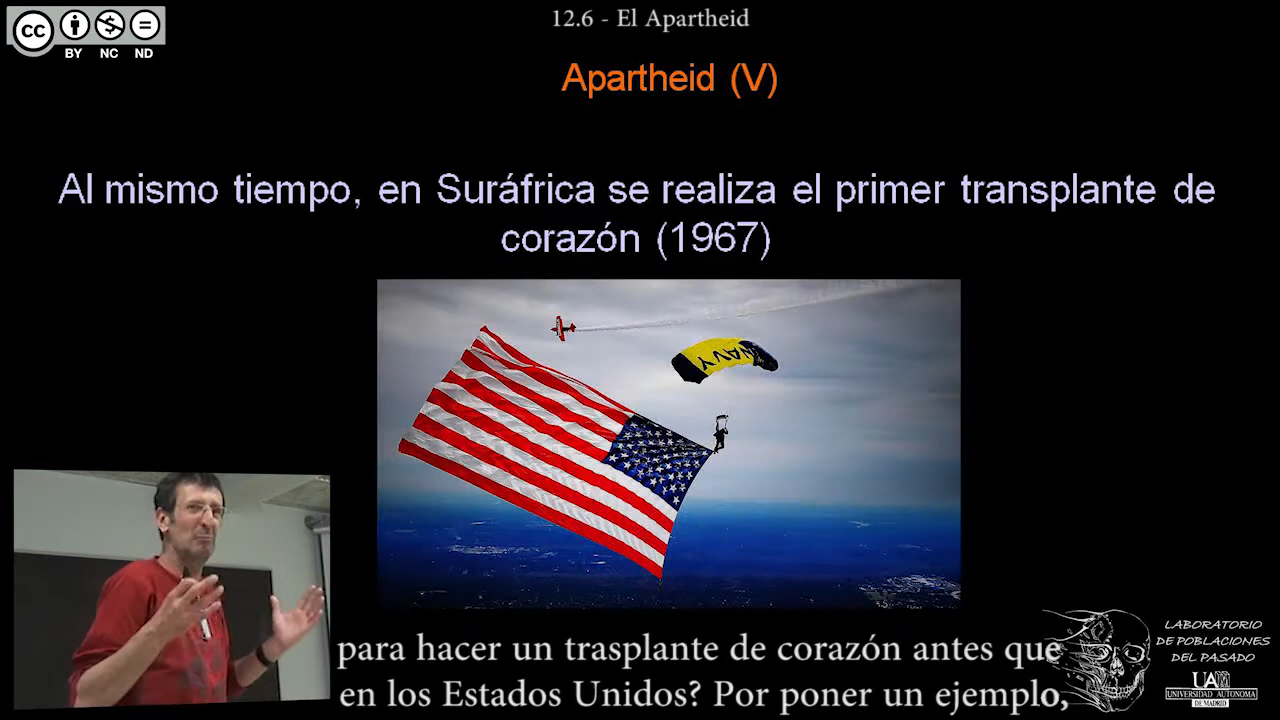 12.6 - El Apartheid
cc
BY NC ND
Apartheid (V)
Al mismo tiempo, en Suráfrica se realiza el primer transplante de
corazón (1967)
NAVY
para hacer un trasplante de corazón antes que
en los Estados Unidos? Por poner un ejemplo,
LABORATORIO
DE POBLACIONES
DEL PASADO
UAM
UNIVERSIDAD AUTONOMA
DE MADRID